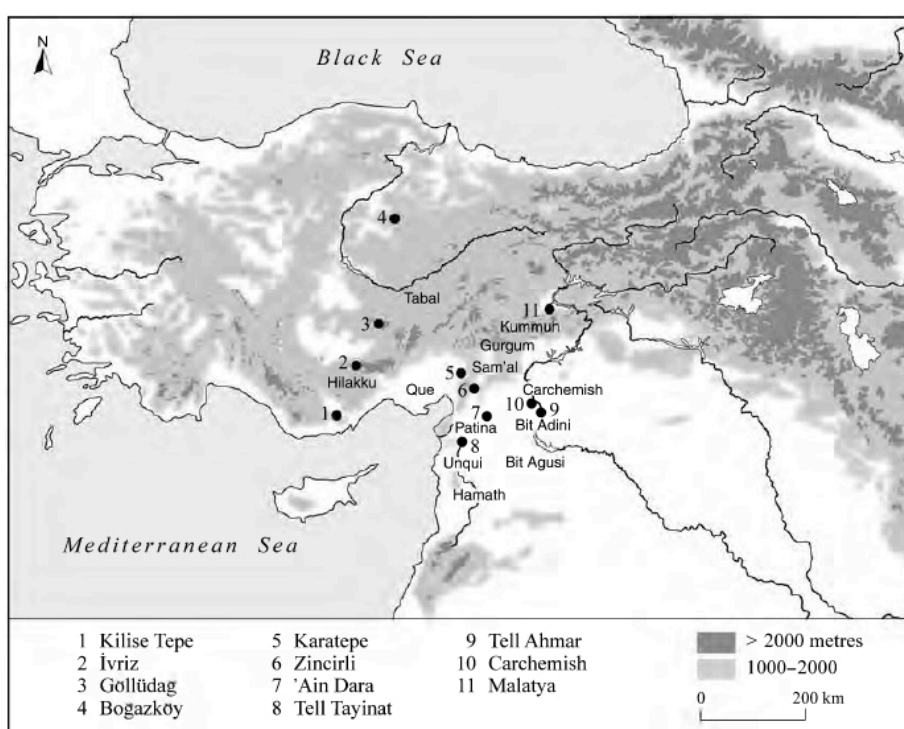 N
Black Sea
4
Tabal
3
11
Kummuh
Gurgum
2
Hilakku
5
Sam'al
Que
6
Carchemish
1
10
9
7
Patina
Bit Adini
8
Unqui
Bit Agusi
Hamath
Mediterranean Sea
1 Kilise Tepe
2 İvriz
3 Göllüdag
4 Boğazköy
5 Karatepe
6 Zincirli
7 'Ain Dara
8 Tell Tayinat
9 Tell Ahmar
10 Carchemish
11 Malatya
> 2000 metres
1000–2000
0 200 km